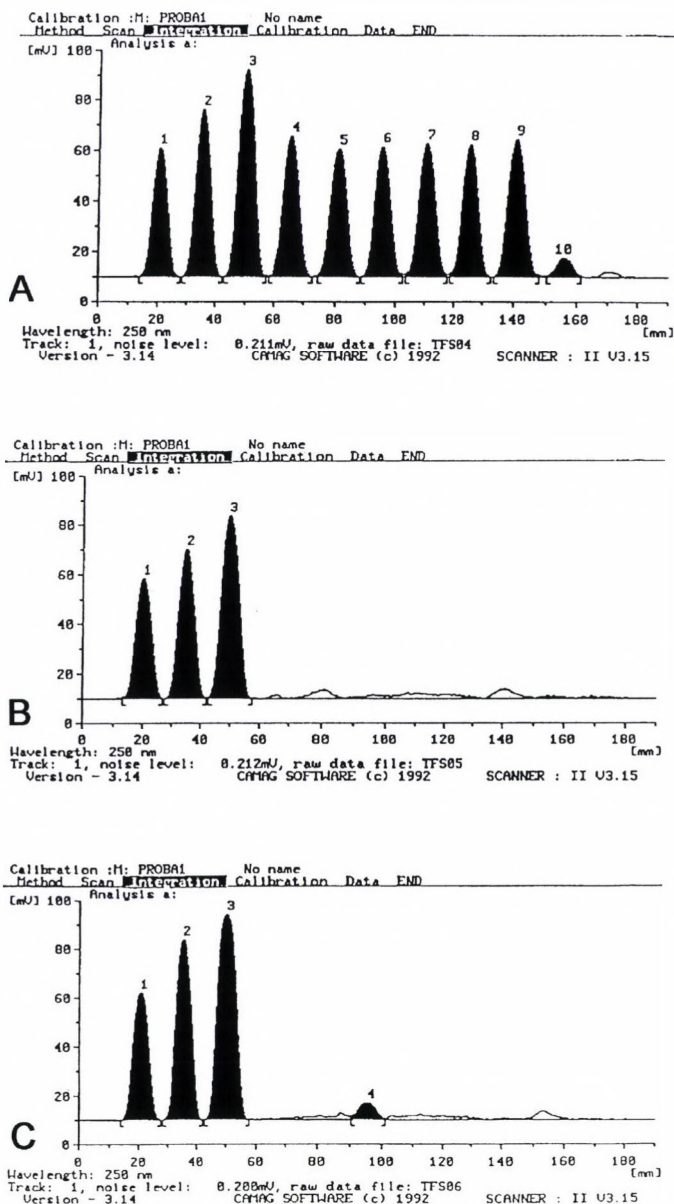 Calibration :M: PROBA1 No name
Method Scan Integration Calibration Data END
Analysis a:
[mV] 100
80
60
40
20
0
1 2 3 4 5 6 7 8 9 10
A
0 20 40 60 80 100 120 140 160 180
[mm]
Wavelength: 250 nm
Track: 1, noise level: 0.211mV, raw data file: TFS04
Version - 3.14 CAMAG SOFTWARE (c) 1992 SCANNER : II V3.15
Calibration :M: PROBA1 No name
Method Scan Integration Calibration Data END
Analysis a:
[mV] 100
80
60
40
20
0
1 2 3
B
0 20 40 60 80 100 120 140 160 180
[mm]
Wavelength: 250 nm
Track: 1, noise level: 0.212mV, raw data file: TFS05
Version - 3.14 CAMAG SOFTWARE (c) 1992 SCANNER : II V3.15
Calibration :M: PROBA1 No name
Method Scan Integration Calibration Data END
Analysis a:
[mV] 100
80
60
40
20
0
1 2 3 4
C
0 20 40 60 80 100 120 140 160 180
[mm]
Wavelength: 250 nm
Track: 1, noise level: 0.200mV, raw data file: TFS06
Version - 3.14 CAMAG SOFTWARE (c) 1992 SCANNER : II V3.15